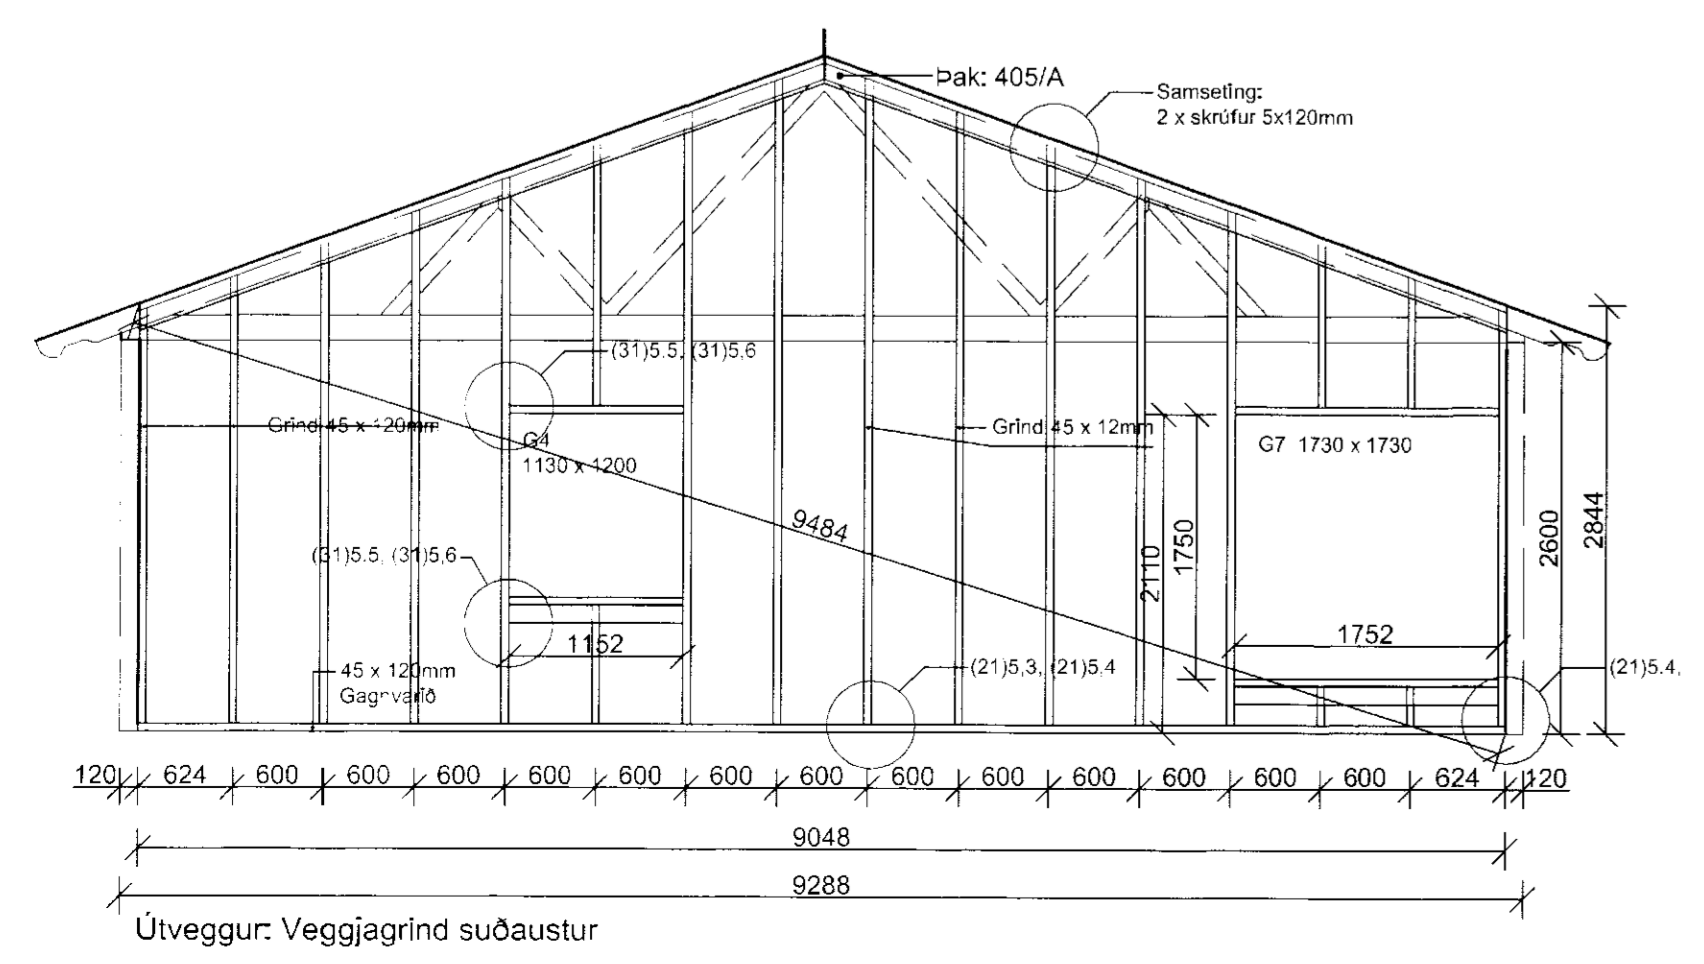 Þak: 405/A
Samseting:
2 x skrúfur 5x120mm
(31)5.5, (31)5,6
Grind 45 x 120mm
G4
1130 x 1200
Grind 45 x 12mm
G7 1730 x 1730
9484
2110
1750
2600
2844
(31)5.5, (31)5,6
1152
1752
45 x 120mm
Gagnvarið
(21)5,3, (21)5.4
(21)5.4,
120 624 600 600 600 600 600 600 600 600 600 600 600 600 600 624 120
9048
9288
Útveggur: Veggjagrind suðaustur